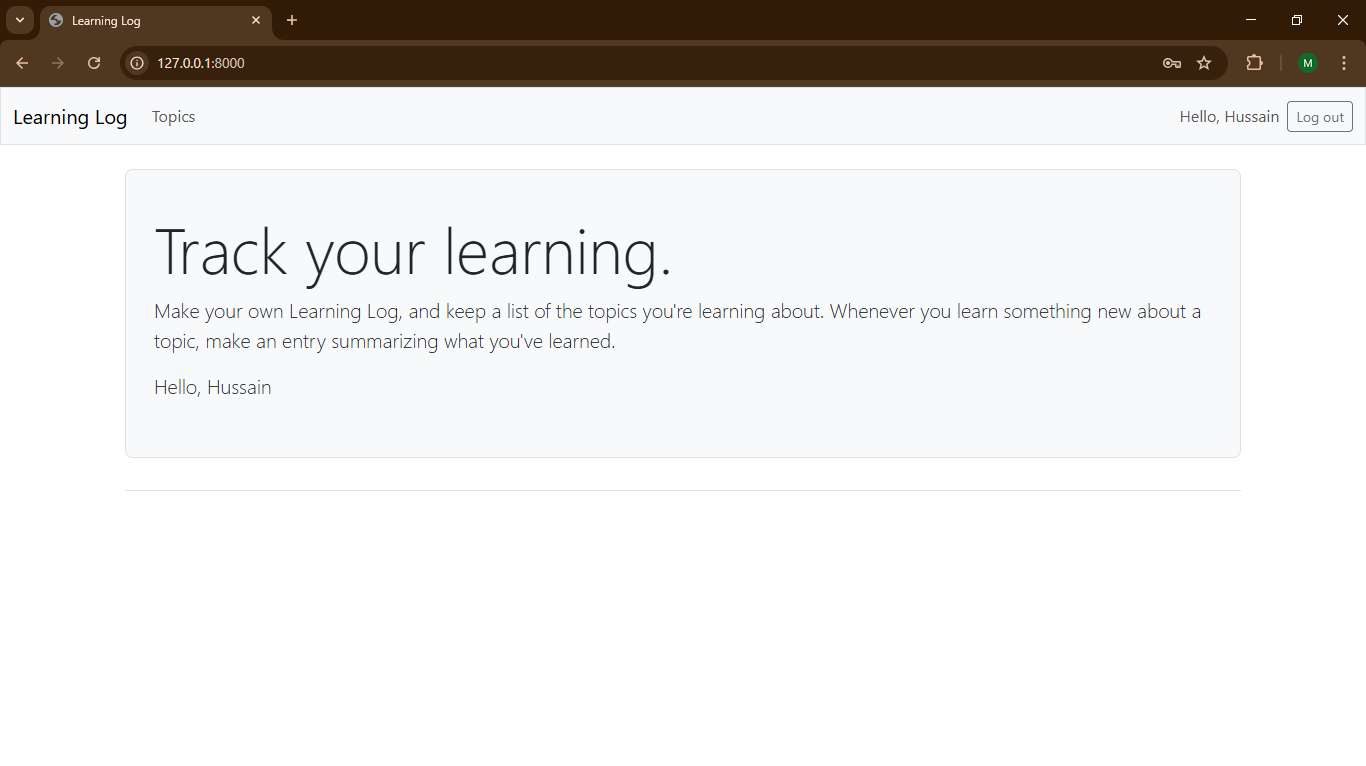 Learning Log
127.0.0.1:8000
M
Learning Log Topics Hello, Hussain Log out
Track your learning.
Make your own Learning Log, and keep a list of the topics you're learning about. Whenever you learn something new about a
topic, make an entry summarizing what you've learned.
Hello, Hussain